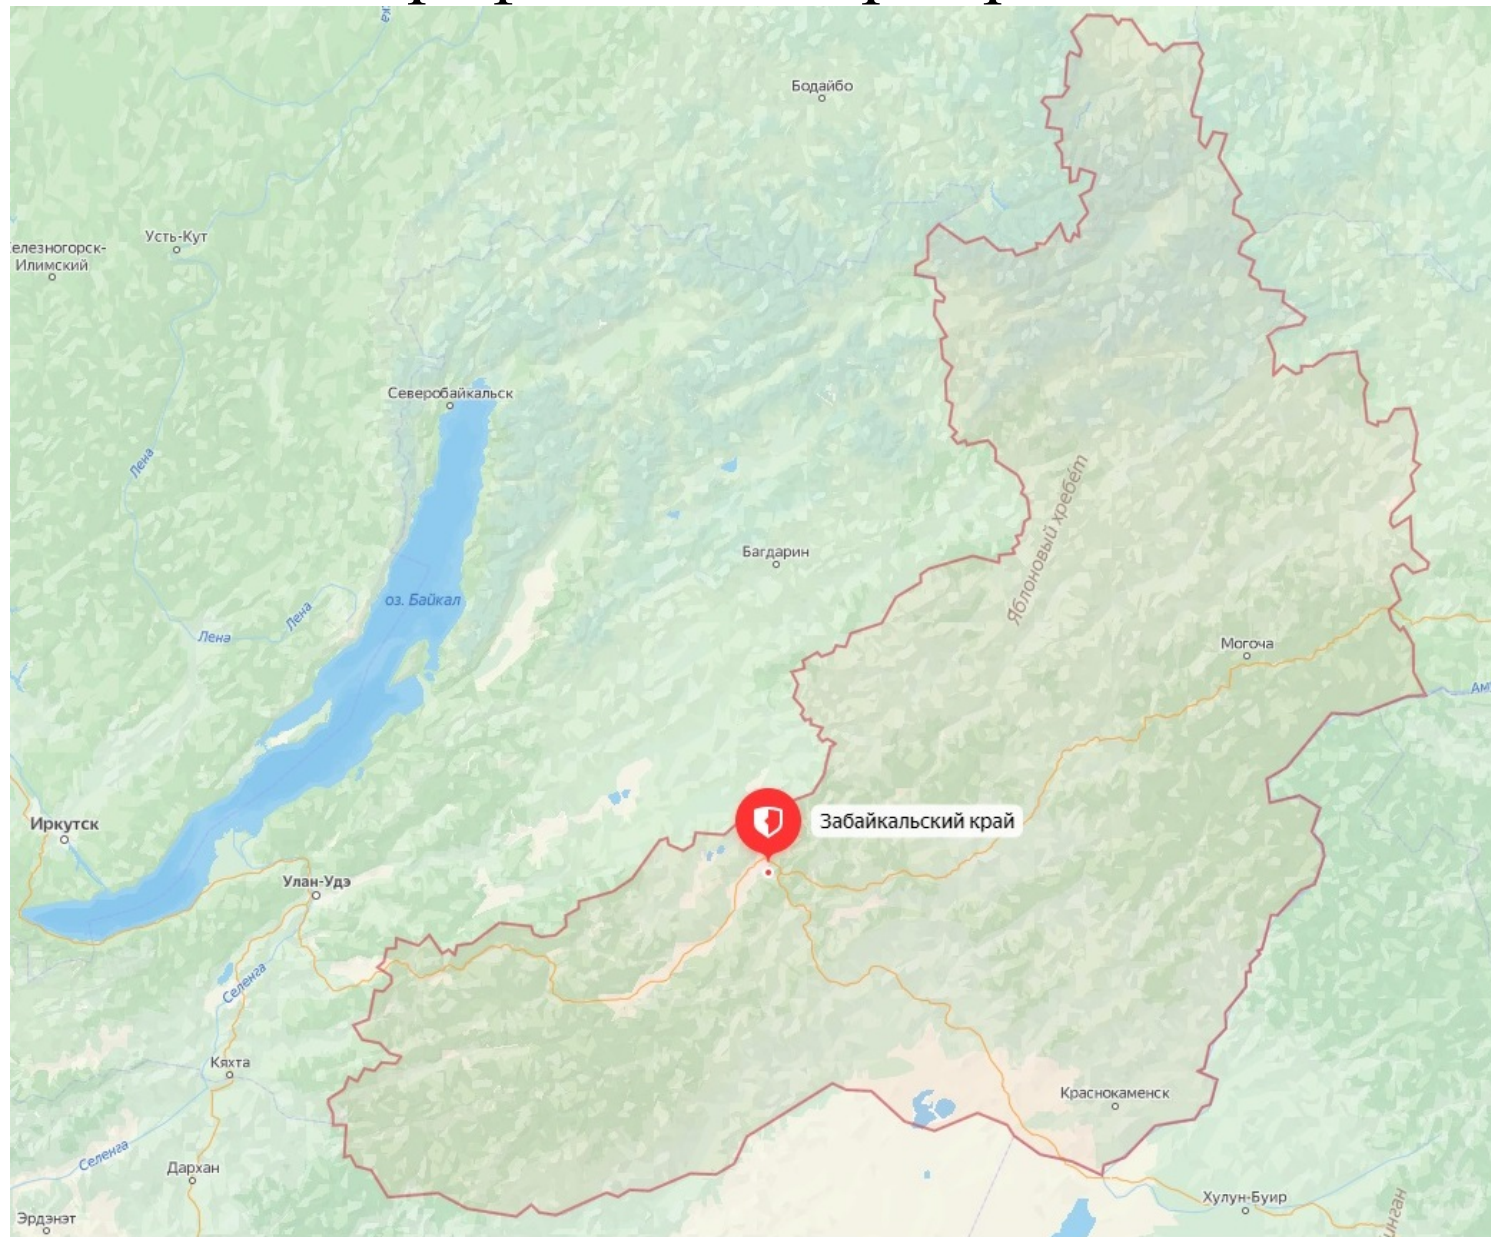 Бодайбо
Усть-Кут
елезногорск-
Илимский
Северобайкальск
Лена
Яблоновый хребет
Багдарин
оз. Байкал
Лена
Лена
Могоча
Забайкальский край
Иркутск
Улан-Удэ
Селенга
Кяхта
Краснокаменск
Селенга
Дархан
Хулун-Буир
Эрдэнэт